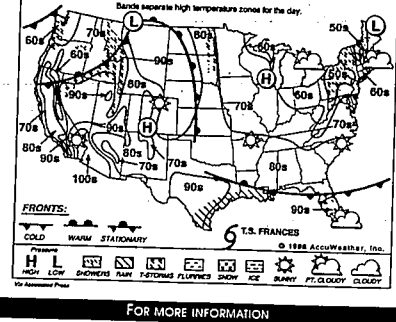 Bands separate high temperature zones for the day.
L
50s
L
60s
70s
80s
60s
60s
90s
H
60s
80s
60s
90s
70s
70s
70s
90s
H
80s
70s
70s
90s
80s
80s
70s
100s
90s
90s
FRONTS:
COLD WARM STATIONARY
T.S. FRANCES
© 1998 AccuWeather, Inc.
Pressure
H L
HIGH LOW SHOWERS RAIN T-STORMS FLURRIES SNOW ICE SUNNY PT. CLOUDY CLOUDY
Via Associated Press
FOR MORE INFORMATION